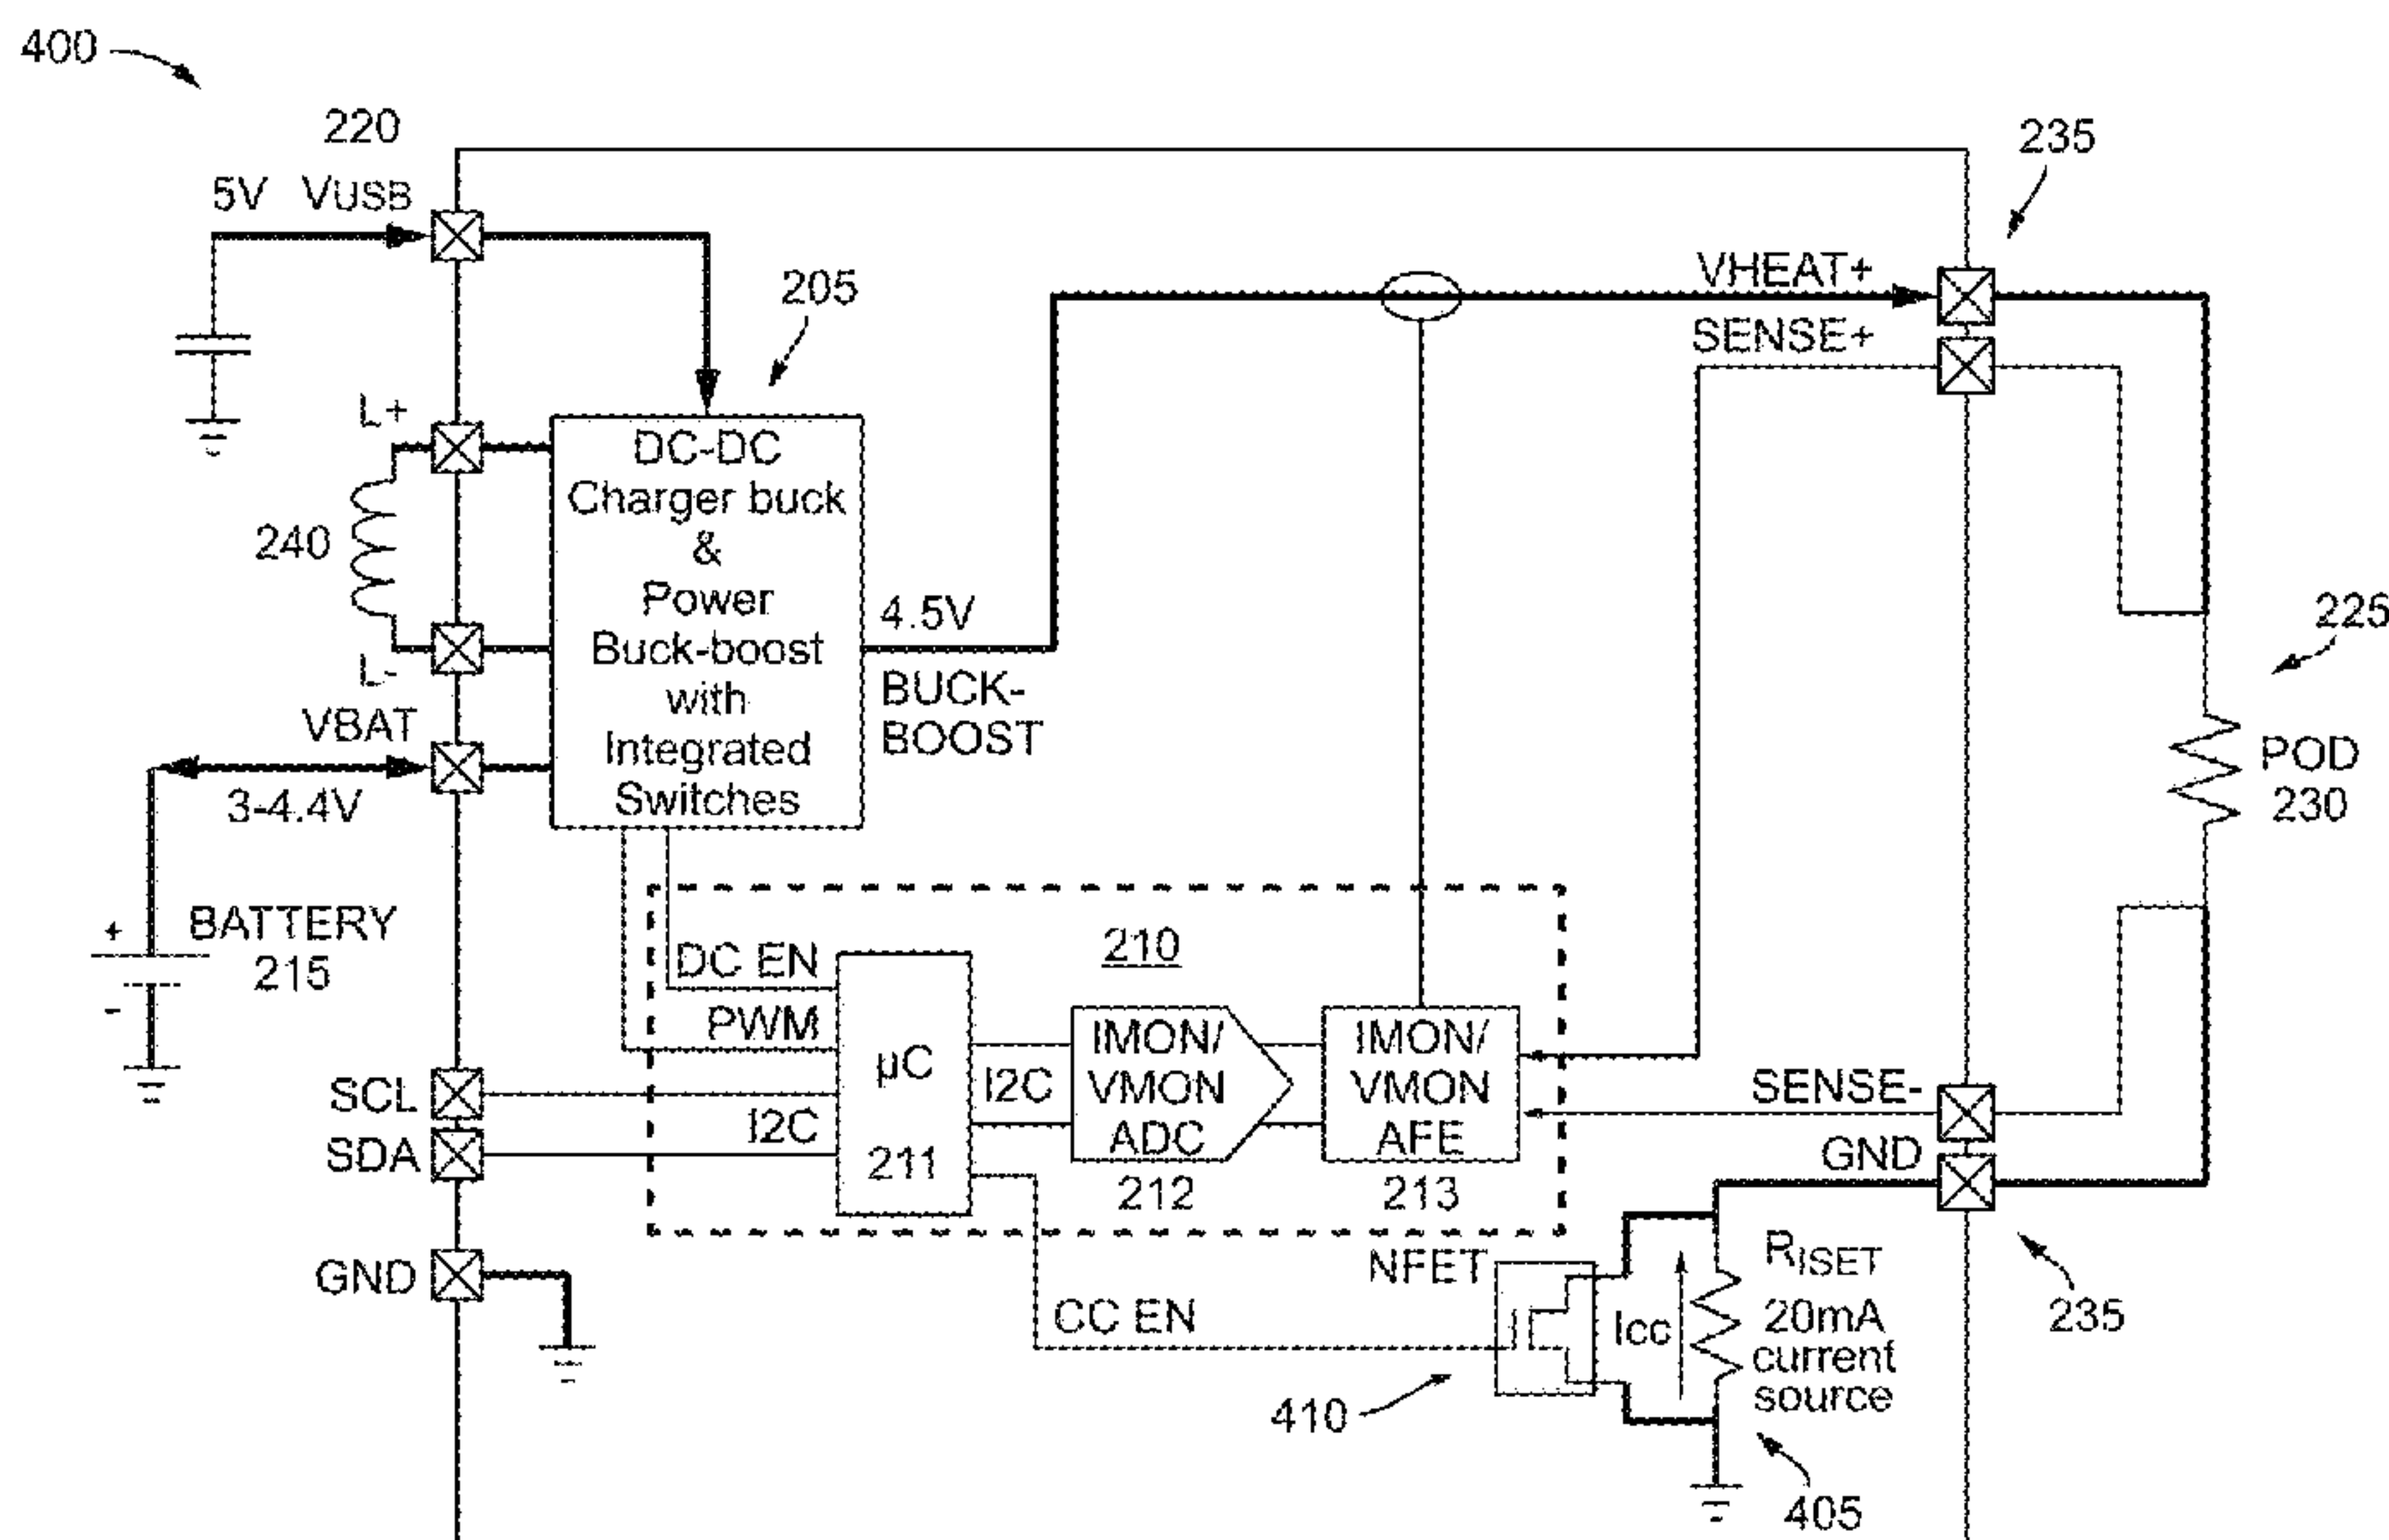 400
220
235
5V VUSB
205
VHEAT+
SENSE+
L+
DC-DC
Charger buck
&
Power
Buck-boost
with
Integrated
Switches
240
4.5V
BUCK-
BOOST
225
L-
VBAT
3-4.4V
POD
230
+
BATTERY
215
-
210
DC EN
PWM
µC
211
I2C
IMON/
VMON
ADC
212
IMON/
VMON
AFE
213
SCL
I2C
SDA
SENSE-
GND
GND
NFET
CC EN
Icc
RISET
20mA
current
source
235
410
405